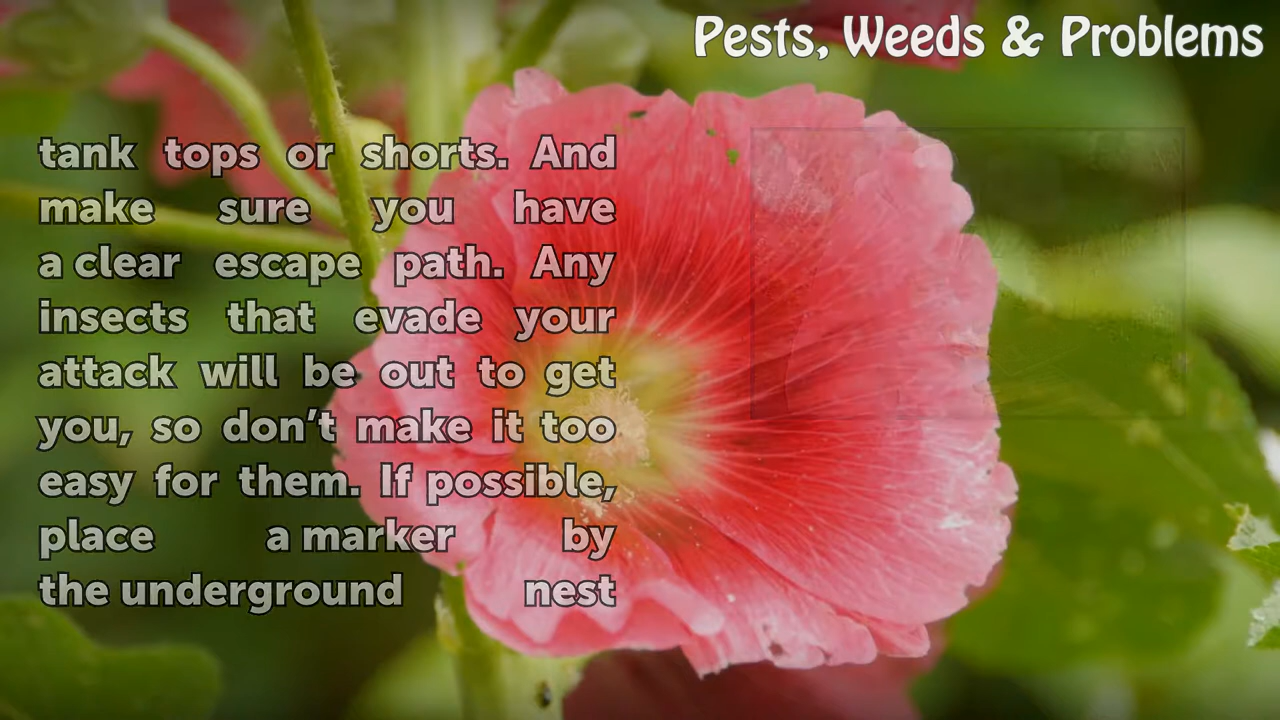 Pests, Weeds & Problems
tank tops or shorts. And
make sure you have
a clear escape path. Any
insects that evade your
attack will be out to get
you, so don’t make it too
easy for them. If possible,
place a marker by
the underground nest